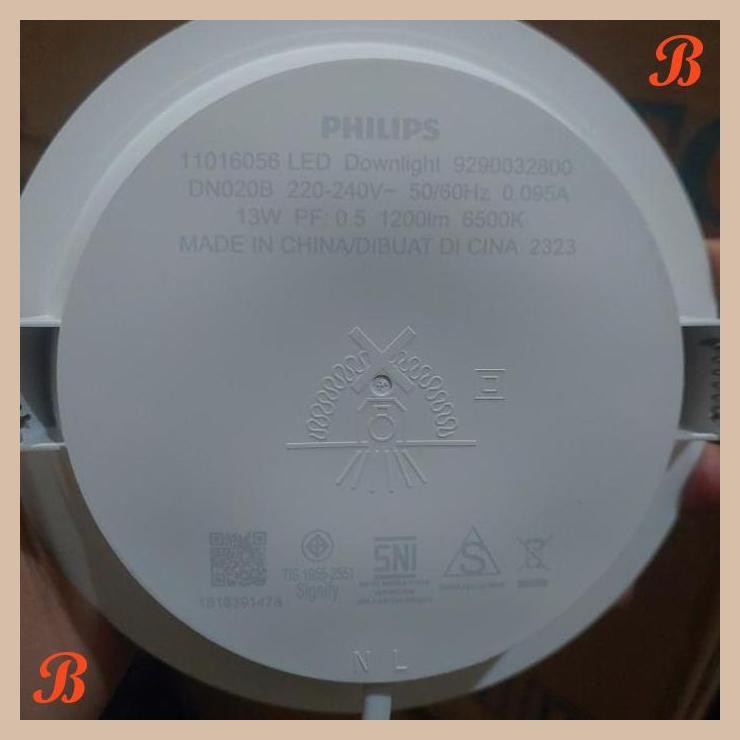 B
PHILIPS
11016056 LED Downlight 9290032800
DN020B 220-240V~ 50/60Hz 0.095A
13W PF: 0.5 1200lm 6500K
MADE IN CHINA/DIBUAT DI CINA 2323
TIS 1955-2551
Signify
SNI
S
1818391478
N L
B